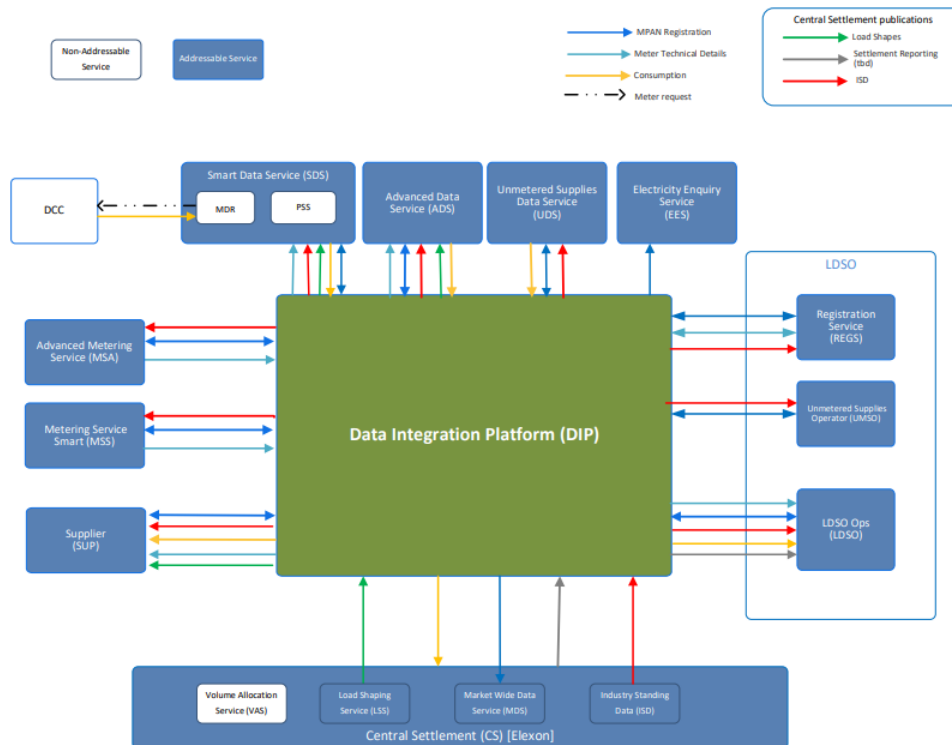 Non-Addressable
Service
Addressable Service
MPAN Registration
Meter Technical Details
Consumption
Meter request
Central Settlement publications
Load Shapes
Settlement Reporting
(tbd)
ISD
DCC
Smart Data Service (SDS)
MDR
PSS
Advanced Data
Service (ADS)
Unmetered Supplies
Data Service
(UDS)
Electricity Enquiry
Service
(EES)
LDSO
Registration
Service
(REGS)
Unmetered Supplies
Operator (UMSO)
LDSO Ops
(LDSO)
Advanced Metering
Service (MSA)
Metering Service
Smart (MSS)
Supplier
(SUP)
Data Integration Platform (DIP)
Volume Allocation
Service (VAS)
Load Shaping
Service (LSS)
Market Wide Data
Service (MDS)
Industry Standing
Data (ISD)
Central Settlement (CS) [Elexon]